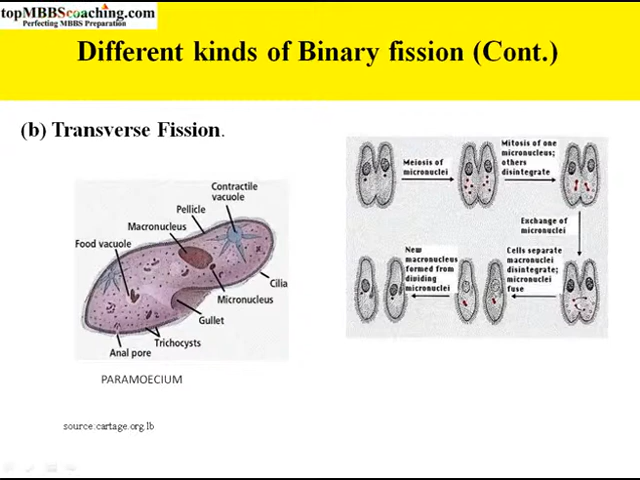 topMBBScoaching.com
Perfecting MBBS Preparation
Different kinds of Binary fission (Cont.)
(b) Transverse Fission.
Contractile
vacuole
Pellicle
Macronucleus
Food vacuole
Cilia
Micronucleus
Gullet
Trichocysts
Anal pore
PARAMOECIUM
source:cartage.org.lb
Meiosis of
micronuclei
Mitosis of one
micronucleus;
others
disintegrate
Exchange of
micronuclei
Cells separate
macronuclei
disintegrate;
micronuclei
fuse
New
macronucleus
formed from
dividing
micronuclei